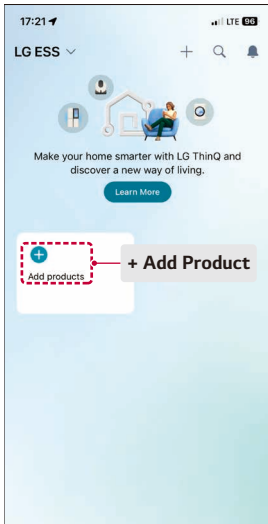 17:21 LTE 96
LG ESS
Make your home smarter with LG ThinQ and
discover a new way of living.
Learn More
Add products
+ Add Product